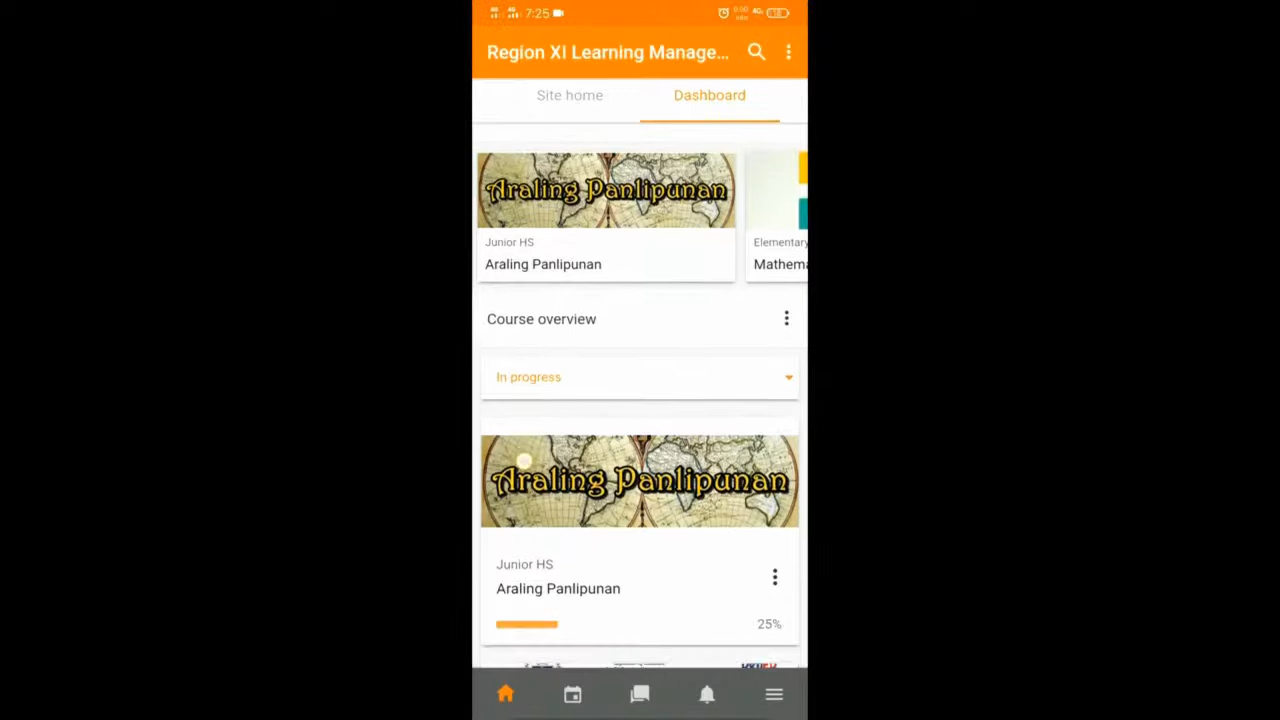 7:25
Region XI Learning Manage...
Site home
Dashboard
Araling Panlipunan
Junior HS
Araling Panlipunan
Elementary
Mathema
Course overview
In progress
Araling Panlipunan
Junior HS
Araling Panlipunan
25%